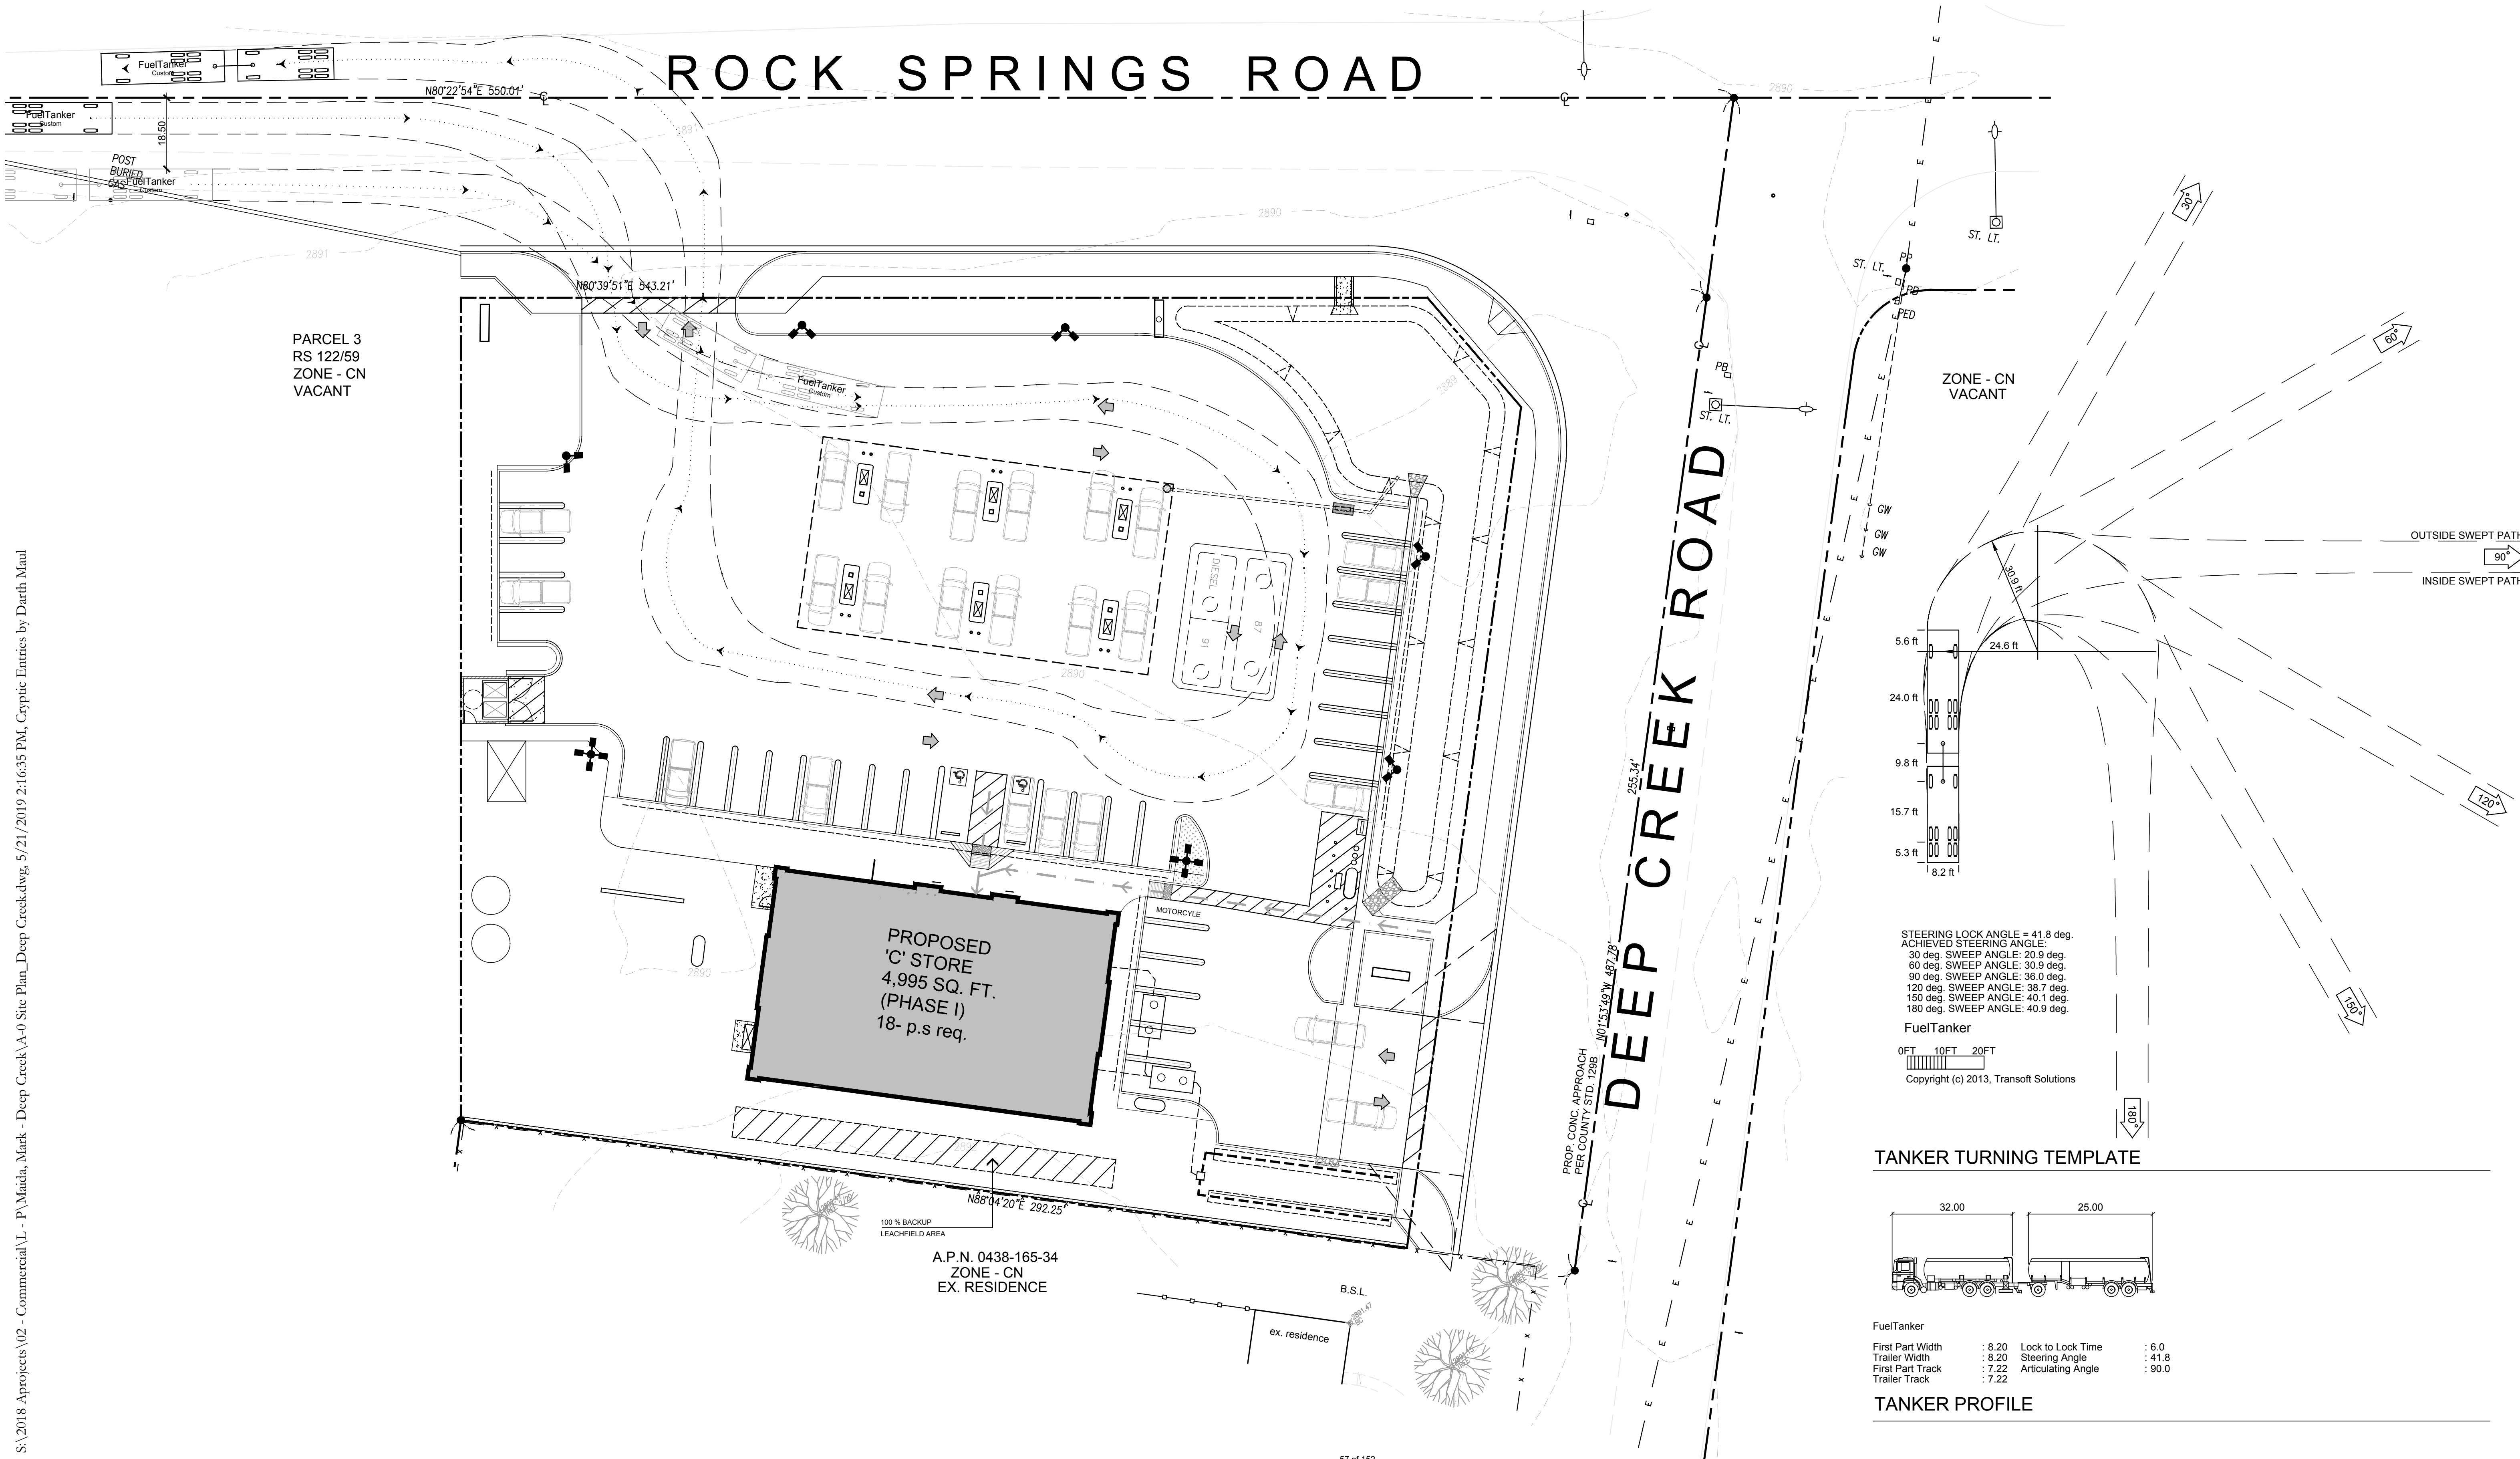 ROCK SPRINGS ROAD
FuelTanker
Custom
N80°22'54"E 550.01'
FuelTanker
Custom
18.50
POST
BURIED
GAS
FuelTanker
Custom
2891
2890
2890
2891
N80°39'51"E 543.21'
PARCEL 3
RS 122/59
ZONE - CN
VACANT
FuelTanker
Custom
2889
ST. LT.
PP
ST. LT.
PB
PED
PB
ST. LT.
ZONE - CN
VACANT
GW
GW
GW
DIESEL
87
91
2890
DEEP CREEK ROAD
255.34'
N01°53'49"W 487.78'
PROP. CONC. APPROACH
PER COUNTY STD. 129B
MOTORCYLE
PROPOSED
'C' STORE
4,995 SQ. FT.
(PHASE I)
18- p.s req.
2890
N88°04'20"E 292.25'
100 % BACKUP
LEACHFIELD AREA
A.P.N. 0438-165-34
ZONE - CN
EX. RESIDENCE
B.S.L.
2891.47
ex. residence
30°
60°
OUTSIDE SWEPT PATH
90°
INSIDE SWEPT PATH
120°
150°
180°
30.9 ft
24.6 ft
5.6 ft
24.0 ft
9.8 ft
15.7 ft
5.3 ft
8.2 ft
STEERING LOCK ANGLE = 41.8 deg.
ACHIEVED STEERING ANGLE:
30 deg. SWEEP ANGLE: 20.9 deg.
60 deg. SWEEP ANGLE: 30.9 deg.
90 deg. SWEEP ANGLE: 36.0 deg.
120 deg. SWEEP ANGLE: 38.7 deg.
150 deg. SWEEP ANGLE: 40.1 deg.
180 deg. SWEEP ANGLE: 40.9 deg.
FuelTanker
0FT 10FT 20FT
Copyright (c) 2013, Transoft Solutions
TANKER TURNING TEMPLATE
32.00 25.00
FuelTanker
First Part Width : 8.20 Lock to Lock Time : 6.0
Trailer Width : 8.20 Steering Angle : 41.8
First Part Track : 7.22 Articulating Angle : 90.0
Trailer Track : 7.22
TANKER PROFILE
S:\2018 Aprojects\02 - Commercial\L - P\Maida, Mark - Deep Creek\A-0 Site Plan_Deep Creek.dwg, 5/21/2019 2:16:35 PM, Cryptic Entries by Darth Maul
57 of 152